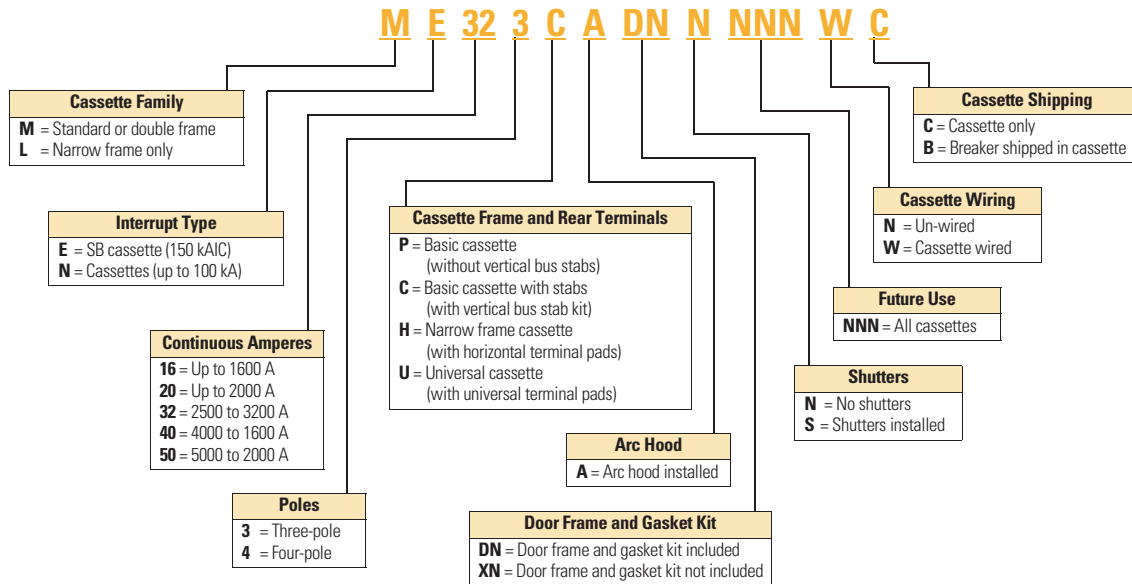 M E 32 3 C A DN N NNN W C
Cassette Family
M = Standard or double frame
L = Narrow frame only
Cassette Shipping
C = Cassette only
B = Breaker shipped in cassette
Interrupt Type
E = SB cassette (150 kAIC)
N = Cassettes (up to 100 kA)
Cassette Frame and Rear Terminals
P = Basic cassette
(without vertical bus stabs)
C = Basic cassette with stabs
(with vertical bus stab kit)
H = Narrow frame cassette
(with horizontal terminal pads)
U = Universal cassette
(with universal terminal pads)
Cassette Wiring
N = Un-wired
W = Cassette wired
Future Use
NNN = All cassettes
Continuous Amperes
16 = Up to 1600 A
20 = Up to 2000 A
32 = 2500 to 3200 A
40 = 4000 to 1600 A
50 = 5000 to 2000 A
Shutters
N = No shutters
S = Shutters installed
Arc Hood
A = Arc hood installed
Poles
3 = Three-pole
4 = Four-pole
Door Frame and Gasket Kit
DN = Door frame and gasket kit included
XN = Door frame and gasket kit not included